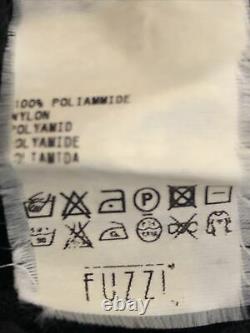 100% POLIAMMIDE
NYLON
POLYAMID
POLYAMIDE
P
FUZZI